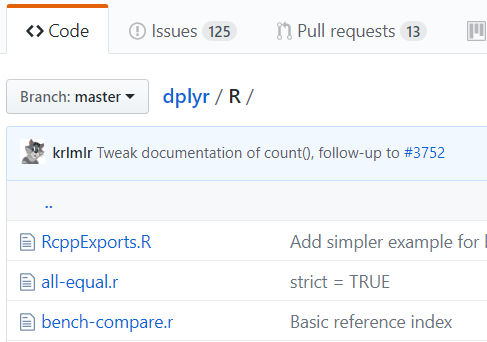 Code Issues 125 Pull requests 13
Branch: master dplyr / R /
krlmlr Tweak documentation of count(), follow-up to #3752
..
RcppExports.R Add simpler example for
all-equal.r strict = TRUE
bench-compare.r Basic reference index